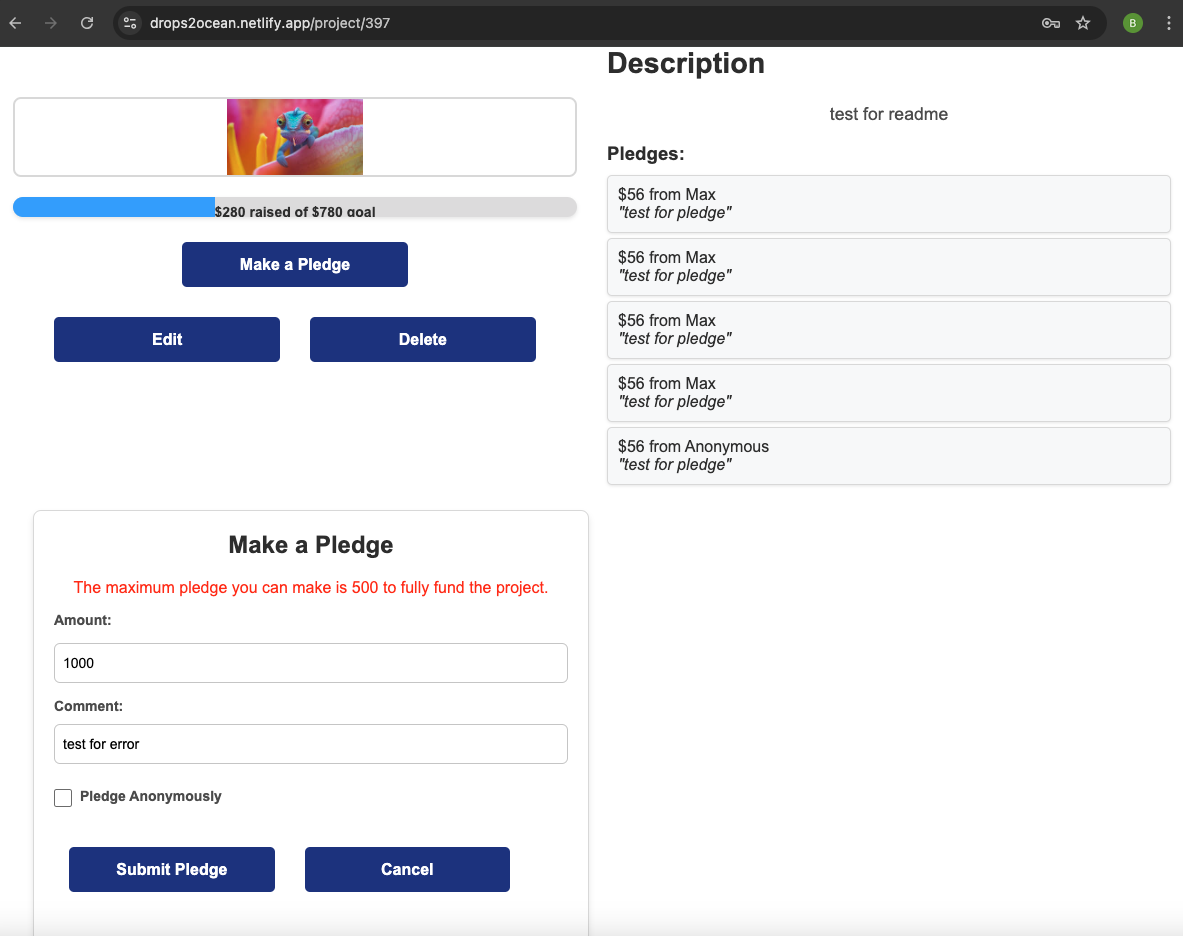 drops2ocean.netlify.app/project/397
B
$280 raised of $780 goal
Make a Pledge
Edit
Delete
Description
test for readme
Pledges:
$56 from Max
"test for pledge"
$56 from Max
"test for pledge"
$56 from Max
"test for pledge"
$56 from Max
"test for pledge"
$56 from Anonymous
"test for pledge"
Make a Pledge
The maximum pledge you can make is 500 to fully fund the project.
Amount:
1000
Comment:
test for error
Pledge Anonymously
Submit Pledge
Cancel